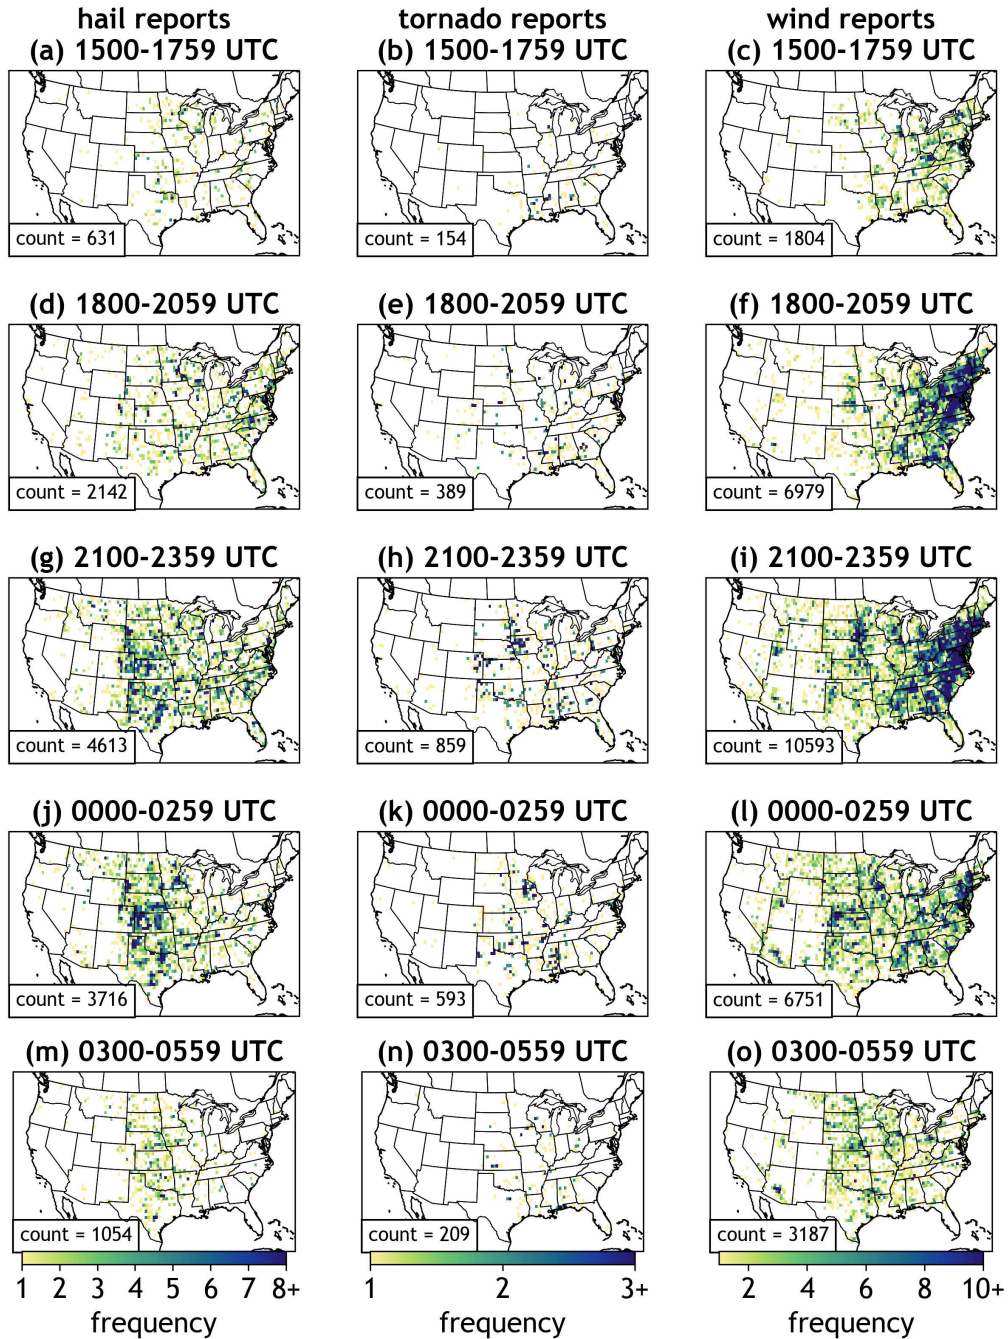 hail reports tornado reports wind reports
(a) 1500-1759 UTC (b) 1500-1759 UTC (c) 1500-1759 UTC
count = 631 count = 154 count = 1804
(d) 1800-2059 UTC (e) 1800-2059 UTC (f) 1800-2059 UTC
count = 2142 count = 389 count = 6979
(g) 2100-2359 UTC (h) 2100-2359 UTC (i) 2100-2359 UTC
count = 4613 count = 859 count = 10593
(j) 0000-0259 UTC (k) 0000-0259 UTC (l) 0000-0259 UTC
count = 3716 count = 593 count = 6751
(m) 0300-0559 UTC (n) 0300-0559 UTC (o) 0300-0559 UTC
count = 1054 count = 209 count = 3187
1 2 3 4 5 6 7 8+ 1 2 3+ 2 4 6 8 10+
frequency frequency frequency